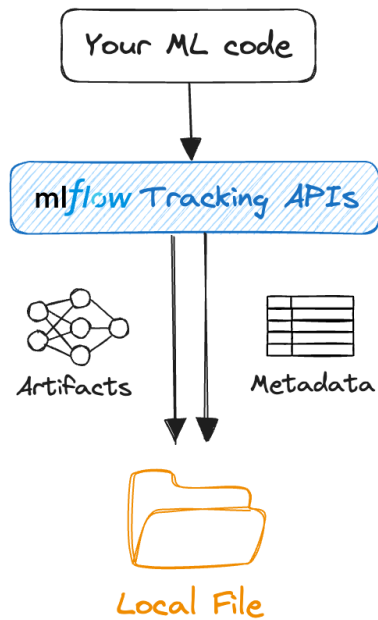 Your ML code
mlflow Tracking APIs
Artifacts
Metadata
Local File